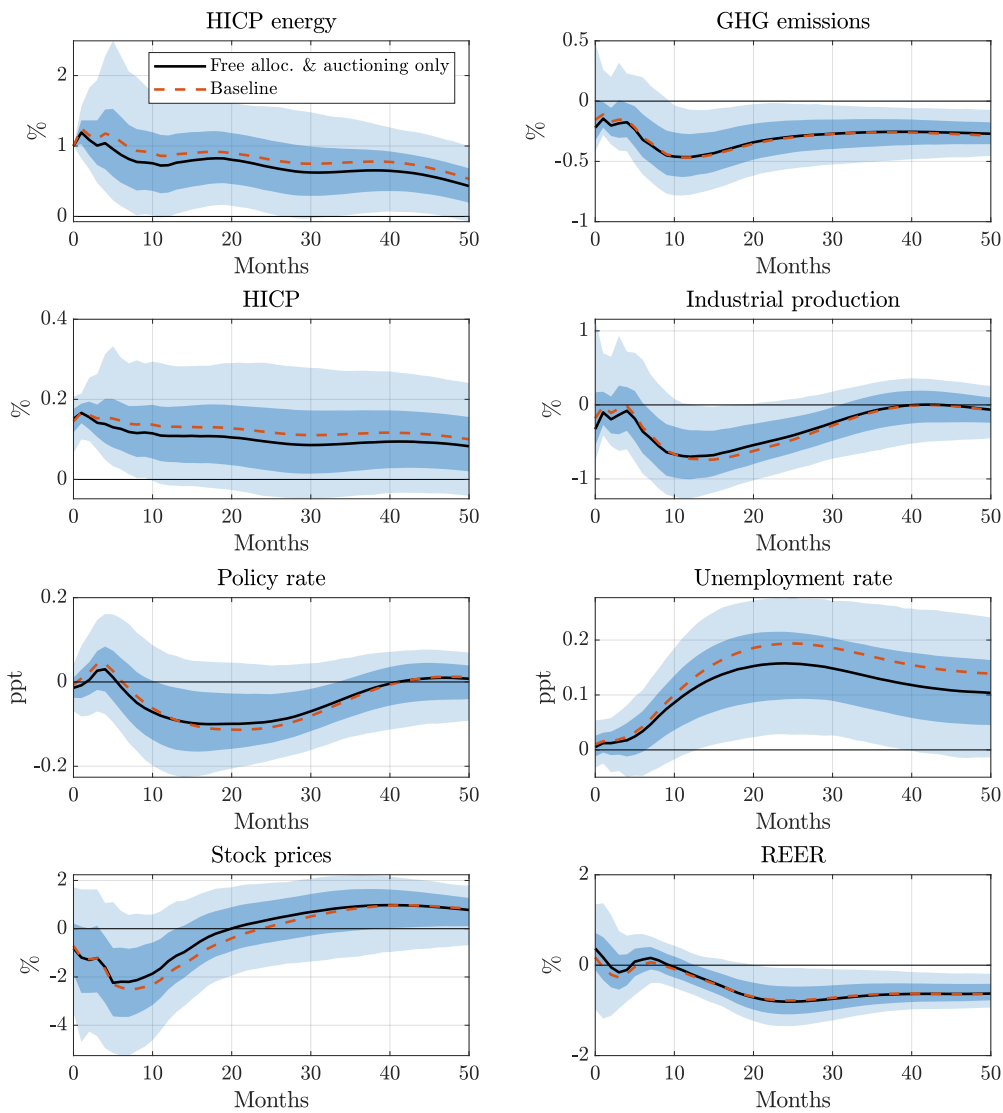 HICP energy
2
1
0
%
Free alloc. & auctioning only
Baseline
0 10 20 30 40 50
Months
GHG emissions
0.5
0
-0.5
-1
%
0 10 20 30 40 50
Months
HICP
0.4
0.2
0
%
0 10 20 30 40 50
Months
Industrial production
1
0
-1
%
0 10 20 30 40 50
Months
Policy rate
0.2
0
-0.2
ppt
0 10 20 30 40 50
Months
Unemployment rate
0.2
0.1
0
ppt
0 10 20 30 40 50
Months
Stock prices
2
0
-2
-4
%
0 10 20 30 40 50
Months
REER
2
0
-2
%
0 10 20 30 40 50
Months